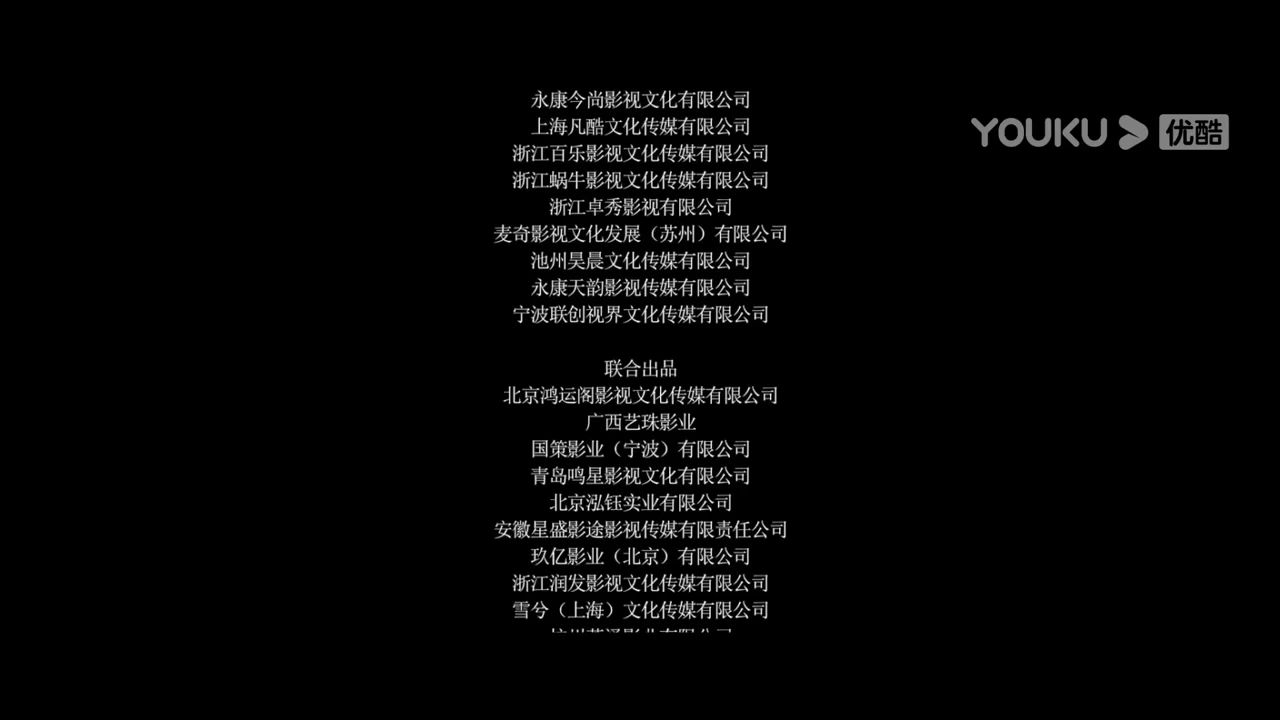 永康今尚影视文化有限公司
上海凡酷文化传媒有限公司
浙江百乐影视文化传媒有限公司
浙江蜗牛影视文化传媒有限公司
浙江卓秀影视有限公司
麦奇影视文化发展（苏州）有限公司
池州昊晨文化传媒有限公司
永康天韵影视传媒有限公司
宁波联创视界文化传媒有限公司
联合出品
北京鸿运阁影视文化传媒有限公司
广西艺珠影业
国策影业（宁波）有限公司
青岛鸣星影视文化有限公司
北京泓钰实业有限公司
安徽星盛影途影视传媒有限责任公司
玖亿影业（北京）有限公司
浙江润发影视文化传媒有限公司
雪兮（上海）文化传媒有限公司
YOUKU 优酷